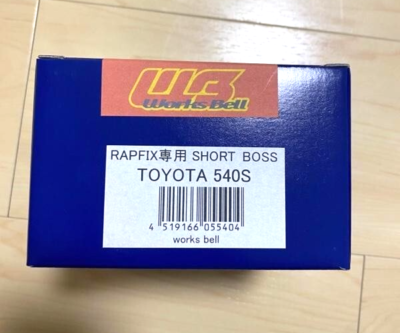 WB
Works Bell
RAPFIX専用 SHORT BOSS
TOYOTA 540S
4 519166 055404
works bell